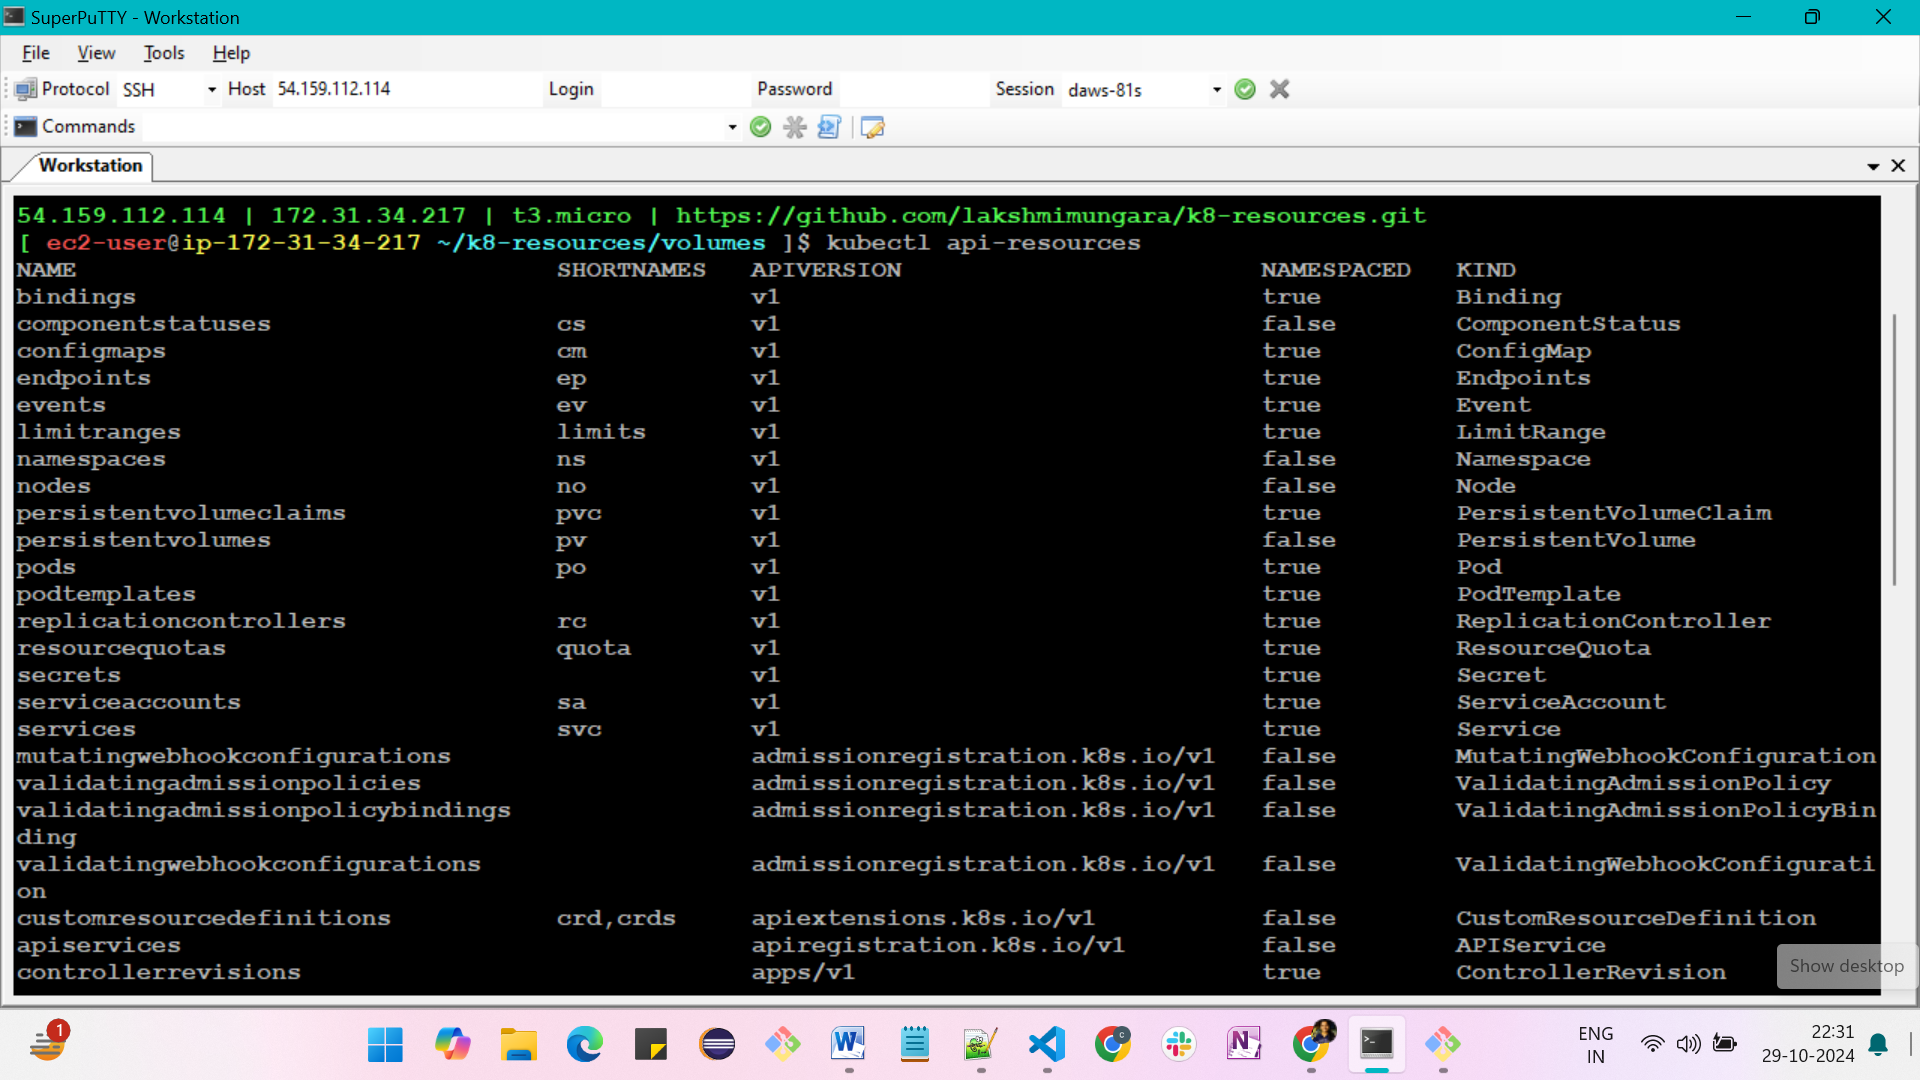 SuperPuTTY - Workstation
File View Tools Help
Protocol SSH Host 54.159.112.114 Login Password Session daws-81s
Commands
Workstation
54.159.112.114 | 172.31.34.217 | t3.micro | https://github.com/lakshmimungara/k8-resources.git
[ ec2-user@ip-172-31-34-217 ~/k8-resources/volumes ]$ kubectl api-resources
NAME SHORTNAMES APIVERSION NAMESPACED KIND
bindings v1 true Binding
componentstatuses cs v1 false ComponentStatus
configmaps cm v1 true ConfigMap
endpoints ep v1 true Endpoints
events ev v1 true Event
limitranges limits v1 true LimitRange
namespaces ns v1 false Namespace
nodes no v1 false Node
persistentvolumeclaims pvc v1 true PersistentVolumeClaim
persistentvolumes pv v1 false PersistentVolume
pods po v1 true Pod
podtemplates v1 true PodTemplate
replicationcontrollers rc v1 true ReplicationController
resourcequotas quota v1 true ResourceQuota
secrets v1 true Secret
serviceaccounts sa v1 true ServiceAccount
services svc v1 true Service
mutatingwebhookconfigurations admissionregistration.k8s.io/v1 false MutatingWebhookConfiguration
validatingadmissionpolicies admissionregistration.k8s.io/v1 false ValidatingAdmissionPolicy
validatingadmissionpolicybindings admissionregistration.k8s.io/v1 false ValidatingAdmissionPolicyBin
ding
validatingwebhookconfigurations admissionregistration.k8s.io/v1 false ValidatingWebhookConfigurati
on
customresourcedefinitions crd,crds apiextensions.k8s.io/v1 false CustomResourceDefinition
apiservices apiregistration.k8s.io/v1 false APIService
controllerrevisions apps/v1 true ControllerRevision
Show desktop
1
ENG
IN
22:31
29-10-2024